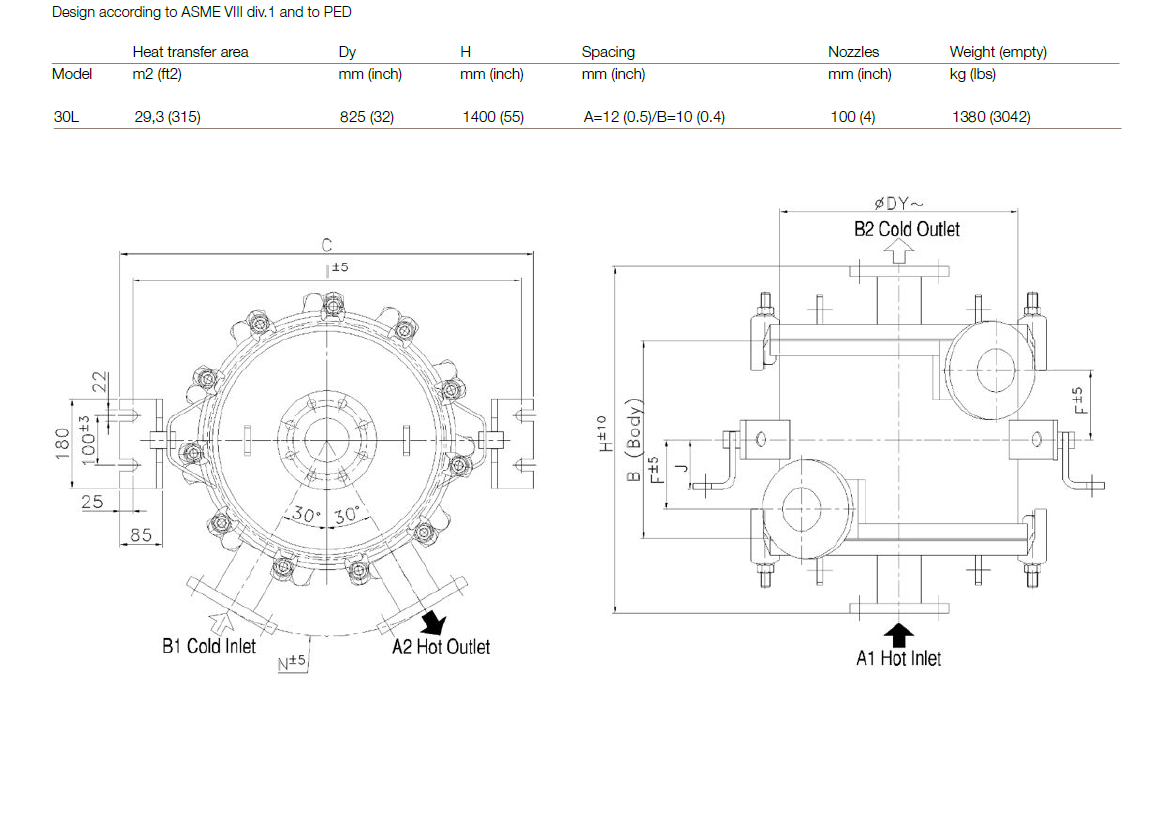 Design according to ASME VIII div.1 and to PED
Heat transfer area Dy H Spacing Nozzles Weight (empty)
Model m2 (ft2) mm (inch) mm (inch) mm (inch) mm (inch) kg (lbs)
30L 29,3 (315) 825 (32) 1400 (55) A=12 (0.5)/B=10 (0.4) 100 (4) 1380 (3042)
C
I±5
22
180
100±3
25
85
30° 30°
B1 Cold Inlet
A2 Hot Outlet
N±5
øDY~
B2 Cold Outlet
H±10
B (Body)
F±5
J
F±5
A1 Hot Inlet